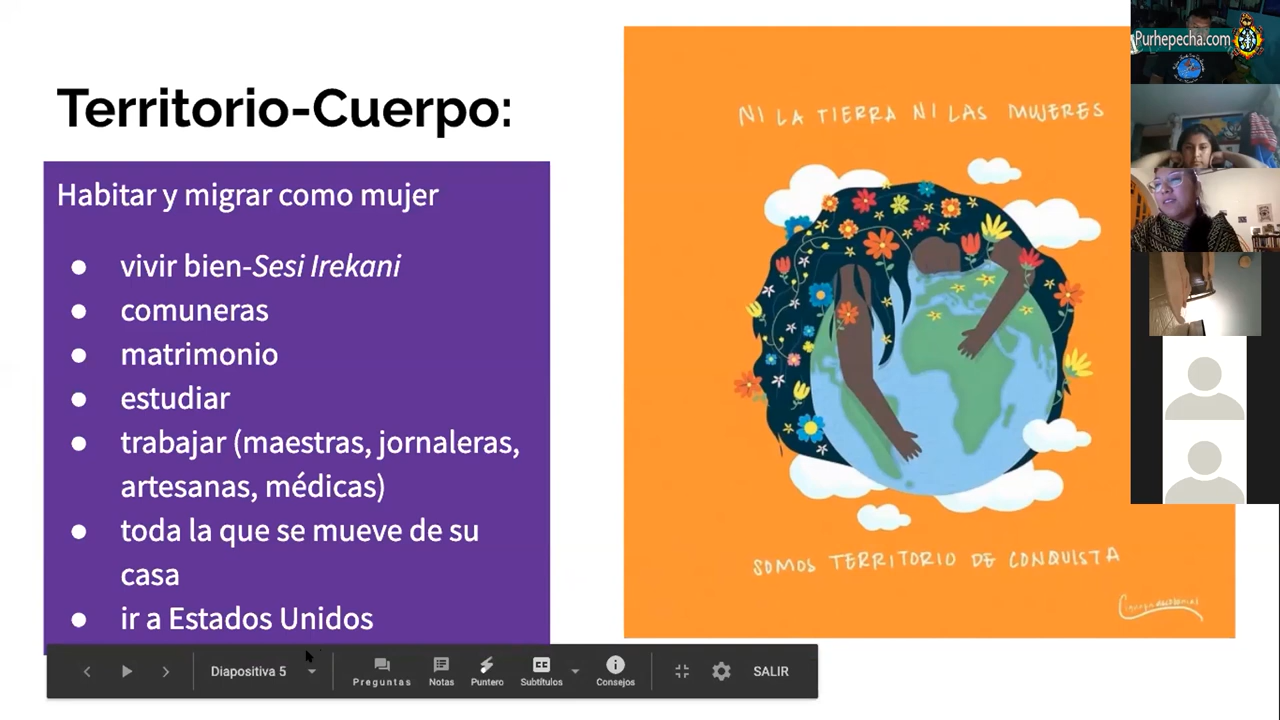 Territorio-Cuerpo:
Habitar y migrar como mujer
● vivir bien-Sesi Irekani
● comuneras
● matrimonio
● estudiar
● trabajar (maestras, jornaleras,
artesanas, médicas)
● toda la que se mueve de su
casa
● ir a Estados Unidos
NI LA TIERRA NI LAS MUJERES
SOMOS TERRITORIO DE CONQUISTA
Purhepecha.com
Diapositiva 5
Preguntas
Notas
Puntero
CC
Subtítulos
Consejos
SALIR